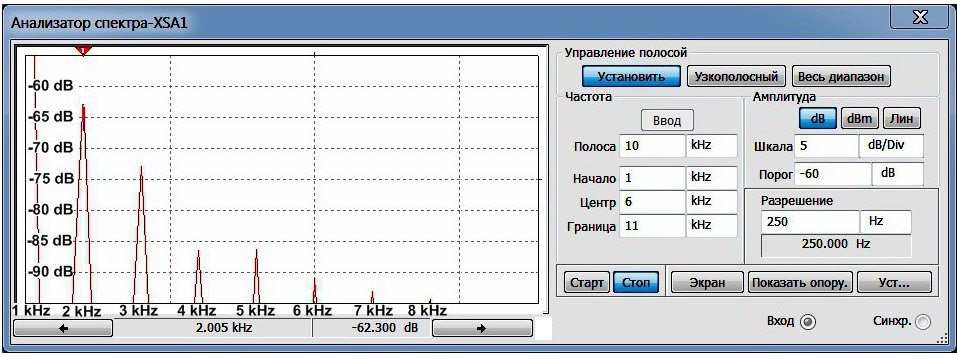 Анализатор спектра-XSA1
-60 dB
-65 dB
-70 dB
-75 dB
-80 dB
-85 dB
-90 dB
1 kHz 2 kHz 3 kHz 4 kHz 5 kHz 6 kHz 7 kHz 8 kHz
2.005 kHz -62.300 dB
Управление полосой
Установить Узкополосный Весь диапазон
Частота
Ввод
Полоса 10 kHz
Начало 1 kHz
Центр 6 kHz
Граница 11 kHz
Амплитуда
dB dBm Лин
Шкала 5 dB/Div
Порог -60 dB
Разрешение
250 Hz
250.000 Hz
Старт Стоп Экран Показать опору. Уст...
Вход Синхр.